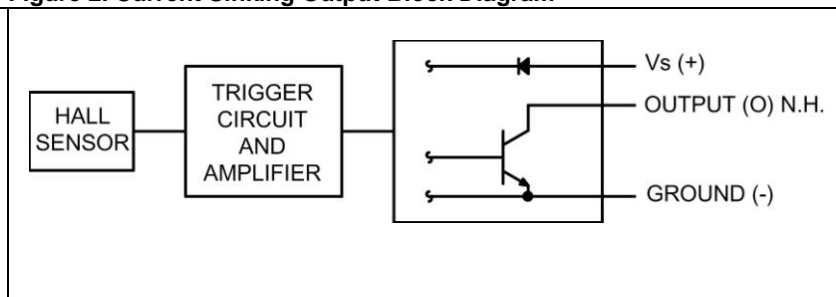 Figure 2. Current Sinking Output Block Diagram
HALL
SENSOR
TRIGGER
CIRCUIT
AND
AMPLIFIER
Vs (+)
OUTPUT (O) N.H.
GROUND (-)